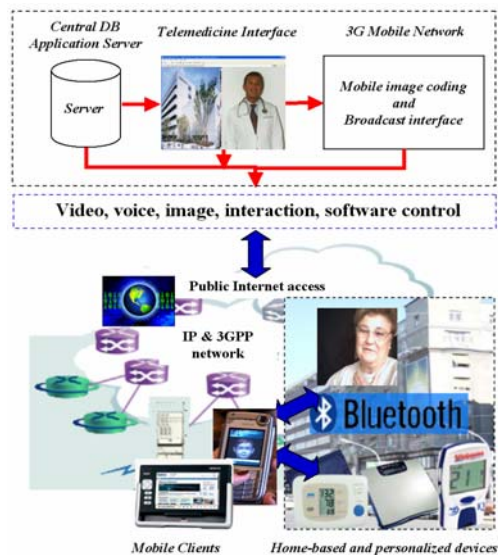 Central DB
Application Server
Telemedicine Interface
3G Mobile Network
Server
Mobile image coding
and
Broadcast interface
Video, voice, image, interaction, software control
Public Internet access
IP & 3GPP
network
Bluetooth
Mobile Clients
Home-based and personalized devices